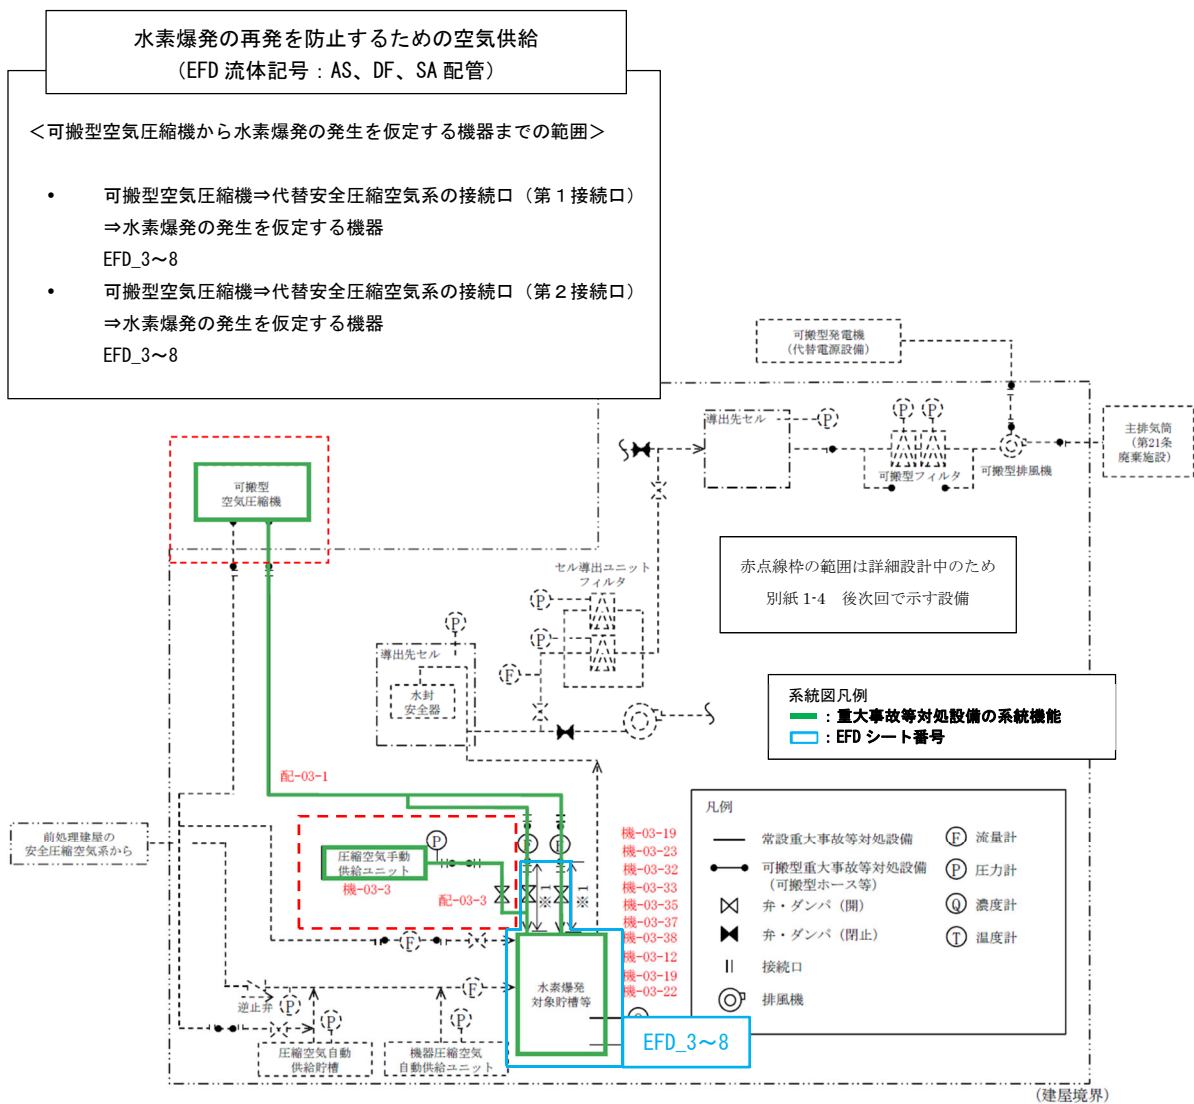 水素爆発の再発を防止するための空気供給
（EFD 流体記号：AS、DF、SA 配管）
＜可搬型空気圧縮機から水素爆発の発生を仮定する機器までの範囲＞
・ 可搬型空気圧縮機⇒代替安全圧縮空気系の接続口（第１接続口）
⇒水素爆発の発生を仮定する機器
EFD_3～8
・ 可搬型空気圧縮機⇒代替安全圧縮空気系の接続口（第２接続口）
⇒水素爆発の発生を仮定する機器
EFD_3～8
可搬型発電機
（代替電源設備）
導出先セル
P
P
P
可搬型フィルタ
可搬型排風機
主排気筒
（第21条
廃棄施設）
可搬型
空気圧縮機
赤点線枠の範囲は詳細設計中のため
別紙 1-4 後次回で示す設備
セル導出ユニット
フィルタ
P
P
P
F
導出先セル
水封
安全器
系統図凡例
：重大事故等対処設備の系統機能
：EFD シート番号
配-03-1
前処理建屋の
安全圧縮空気系から
圧縮空気手動
供給ユニット
P
機-03-3
配-03-3
F
F
※1
※1
機-03-19
機-03-23
機-03-32
機-03-33
機-03-35
機-03-37
機-03-38
機-03-12
機-03-19
機-03-22
凡例
常設重大事故等対処設備
可搬型重大事故等対処設備
（可搬型ホース等）
弁・ダンパ（開）
弁・ダンパ（閉止）
接続口
排風機
F 流量計
P 圧力計
Q 濃度計
T 温度計
F
F
水素爆発
対象貯槽等
逆止弁
P
P
P
圧縮空気自動
供給貯槽
機器圧縮空気
自動供給ユニット
EFD_3～8
（建屋境界）